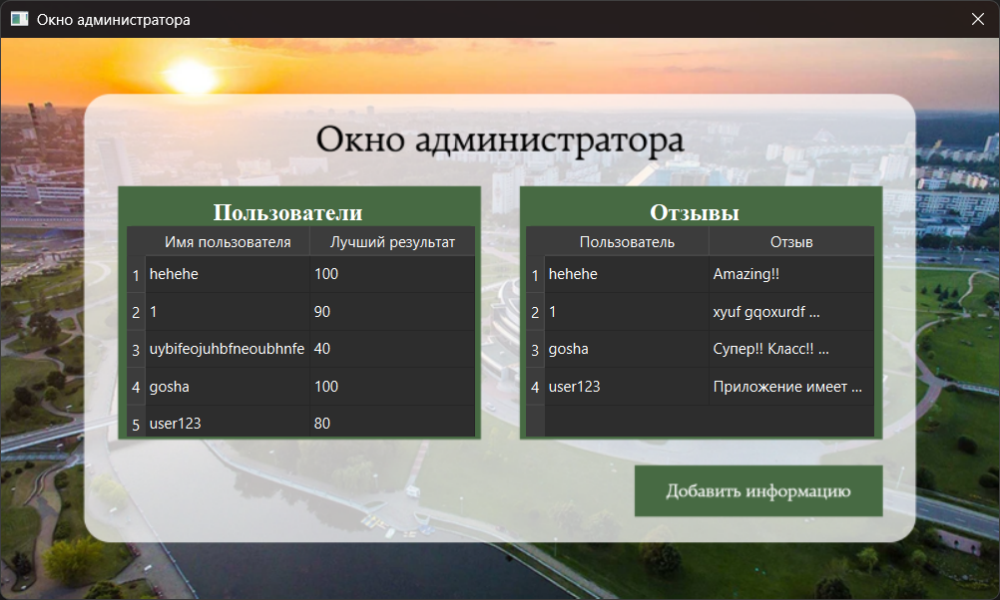 Окно администратора
Окно администратора
Пользователи
Имя пользователя Лучший результат
1 hehehe 100
2 1 90
3 uybifeojuhbfneoubhnfe 40
4 gosha 100
5 user123 80
Отзывы
Пользователь Отзыв
1 hehehe Amazing!!
2 1 xyuf gqoxurdf ...
3 gosha Супер!! Класс!! ...
4 user123 Приложение имеет ...
Добавить информацию